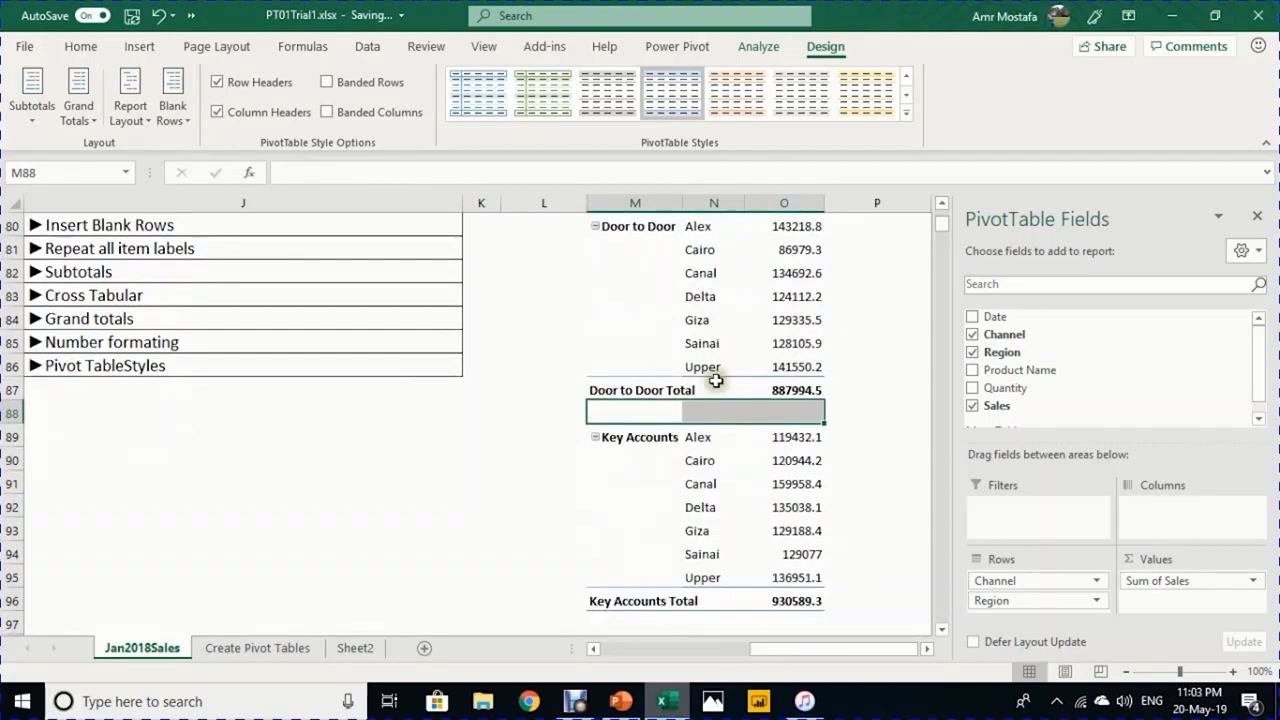 AutoSave On PT01Trial1.xlsx - Saving... Search Amr Mostafa
File Home Insert Page Layout Formulas Data Review View Add-ins Help Power Pivot Analyze Design Share Comments
Subtotals Grand Totals Report Layout Blank Rows
Row Headers Banded Rows
Column Headers Banded Columns
Layout PivotTable Style Options PivotTable Styles
M88 fx
J K L M N O P
80 ►Insert Blank Rows Door to Door Alex 143218.8
81 ►Repeat all item labels Cairo 86979.3
82 ►Subtotals Canal 134692.6
83 ►Cross Tabular Delta 124112.2
84 ►Grand totals Giza 129335.5
85 ►Number formating Sainai 128105.9
86 ►Pivot TableStyles Upper 141550.2
87 Door to Door Total 887994.5
88
89 Key Accounts Alex 119432.1
90 Cairo 120944.2
91 Canal 159958.4
92 Delta 135038.1
93 Giza 129188.4
94 Sainai 129077
95 Upper 136951.1
96 Key Accounts Total 930589.3
97
PivotTable Fields
Choose fields to add to report:
Search
Date
Channel
Region
Product Name
Quantity
Sales
Drag fields between areas below:
Filters Columns
Rows Σ Values
Channel Sum of Sales
Region
Defer Layout Update Update
Jan2018Sales Create Pivot Tables Sheet2
100%
Type here to search
ENG 11:03 PM
20-May-19 4